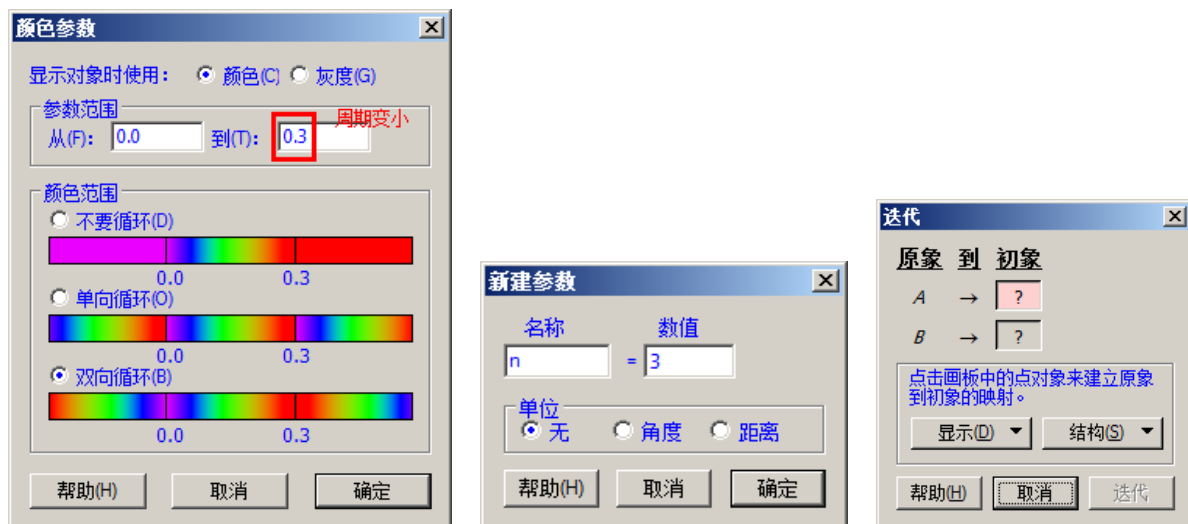 颜色参数
显示对象时使用： 颜色(C) 灰度(G)
参数范围
周期变小
从(F)： 0.0 到(T)： 0.3
颜色范围
不要循环(D)
0.0 0.3
单向循环(O)
0.0 0.3
双向循环(B)
0.0 0.3
帮助(H) 取消 确定
新建参数
名称 数值
n = 3
单位
无 角度 距离
帮助(H) 取消 确定
迭代
原象 到 初象
A → ?
B → ?
点击画板中的点对象来建立原象
到初象的映射。
显示(D) 结构(S)
帮助(H) 取消 迭代